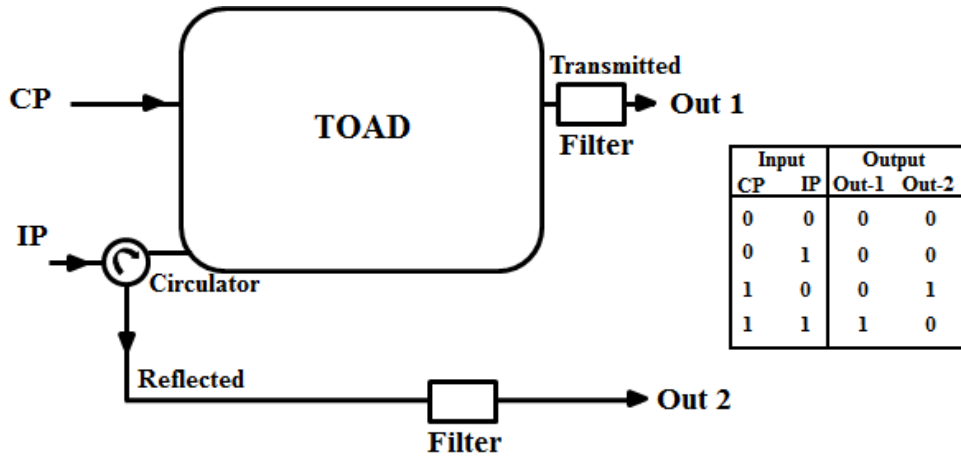 CP
TOAD
Transmitted
Out 1
Filter
IP
Circulator
Reflected
Out 2
Filter
Input Output
CP IP Out-1 Out-2
0 0 0 0
0 1 0 0
1 0 0 1
1 1 1 0